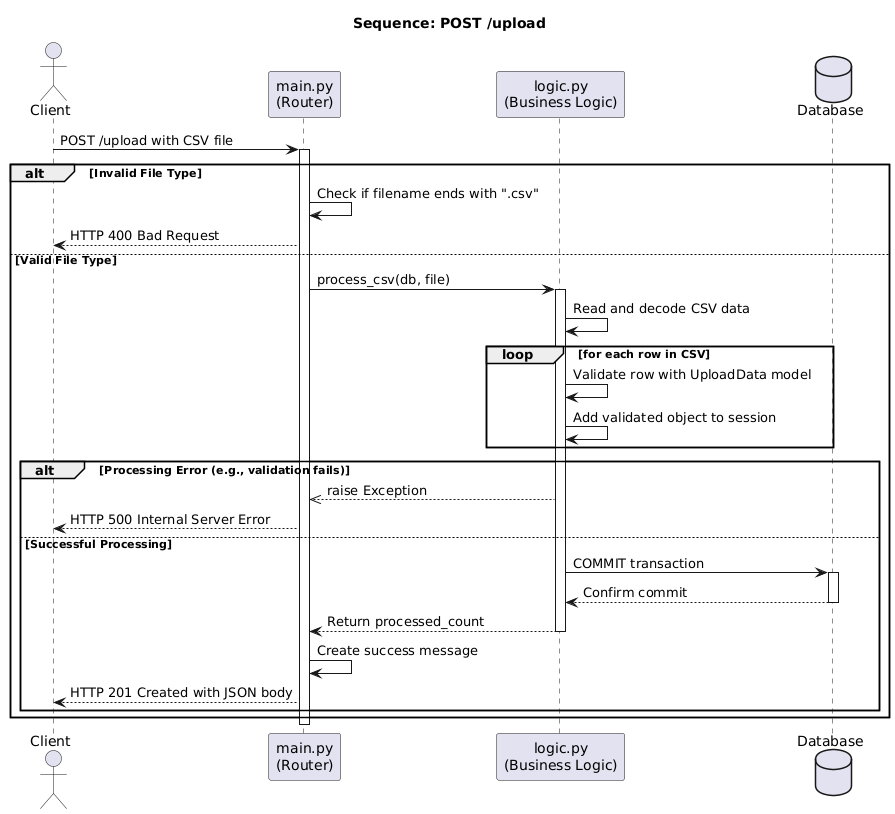 Sequence: POST /upload
Client
main.py
(Router)
logic.py
(Business Logic)
Database
POST /upload with CSV file
alt
[Invalid File Type]
Check if filename ends with ".csv"
HTTP 400 Bad Request
[Valid File Type]
process_csv(db, file)
Read and decode CSV data
loop
[for each row in CSV]
Validate row with UploadData model
Add validated object to session
alt
[Processing Error (e.g., validation fails)]
raise Exception
HTTP 500 Internal Server Error
[Successful Processing]
COMMIT transaction
Confirm commit
Return processed_count
Create success message
HTTP 201 Created with JSON body
Client
main.py
(Router)
logic.py
(Business Logic)
Database